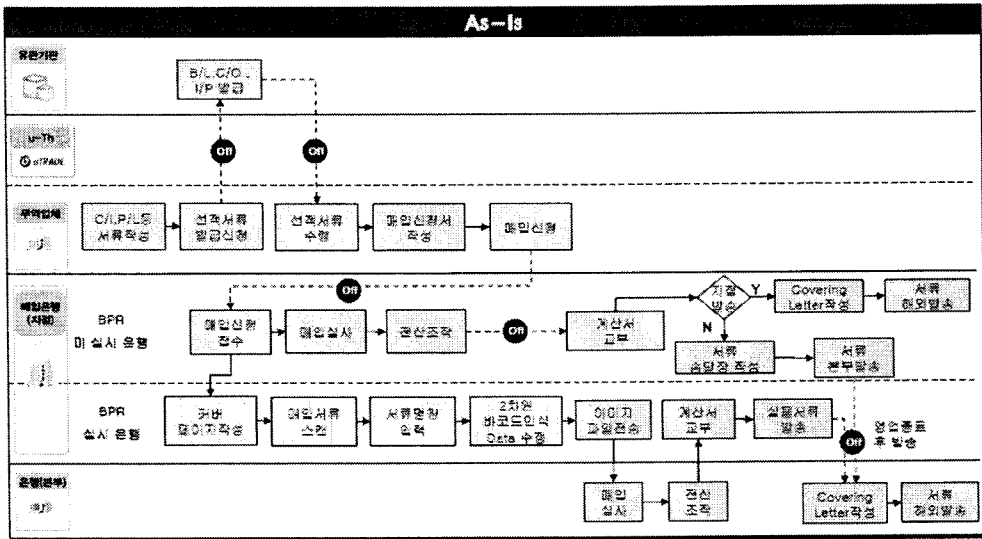 As-Is
유관기관
B/L,C/O,
I/P 발급
u-Th
uTRADE
Off
Off
무역업체
C/I,P/L등
서류작성
선적서류
발급신청
선적서류
수령
매입신청서
작성
매입신청
Off
매입은행
(지점)
BPR
미 실시 은행
매입신청
접수
매입심사
전산조작
Off
계산서
교부
지점
발송
Y
N
Covering
Letter작성
서류
해외발송
서류
송달장 작성
서류
본부발송
BPR
실시 은행
커버
페이지작성
매입서류
스캔
서류명칭
입력
2차원
바코드인식
Data 수정
이미지
파일전송
계산서
교부
실물서류
발송
Off
영업종료
후 발송
은행(본부)
매입
심사
전산
조작
Covering
Letter작성
서류
해외발송